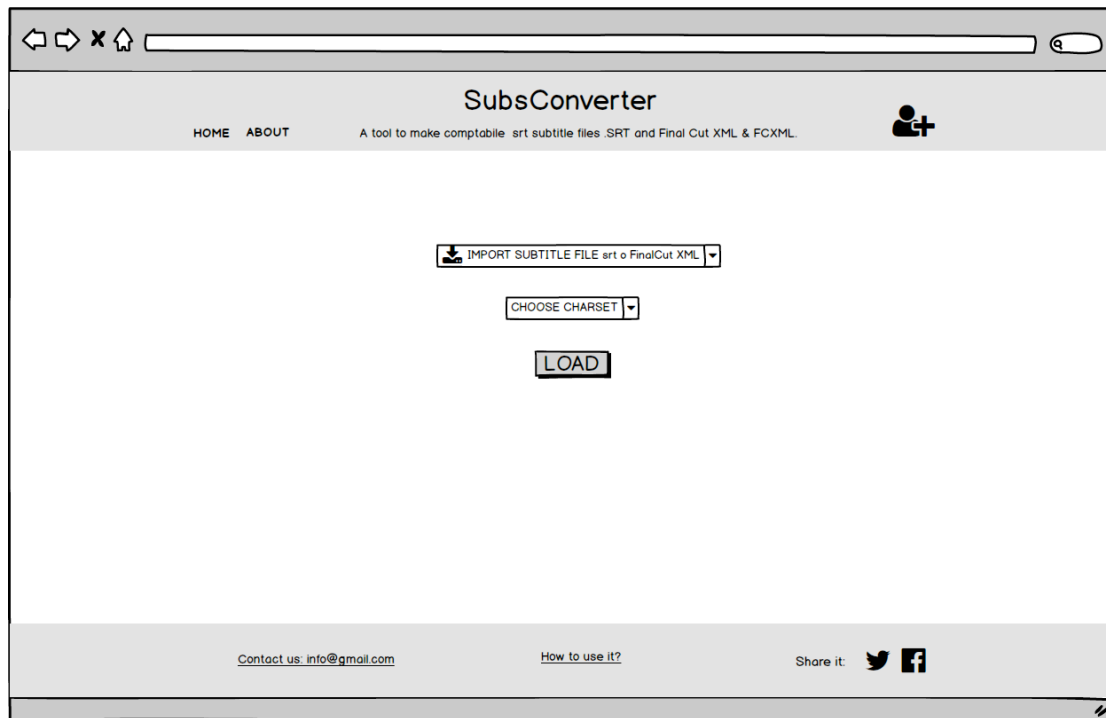 SubsConverter
HOME ABOUT A tool to make comptabile srt subtitle files .SRT and Final Cut XML & FCXML.
IMPORT SUBTITLE FILE srt o FinalCut XML
CHOOSE CHARSET
LOAD
Contact us: info@gmail.com How to use it? Share it: